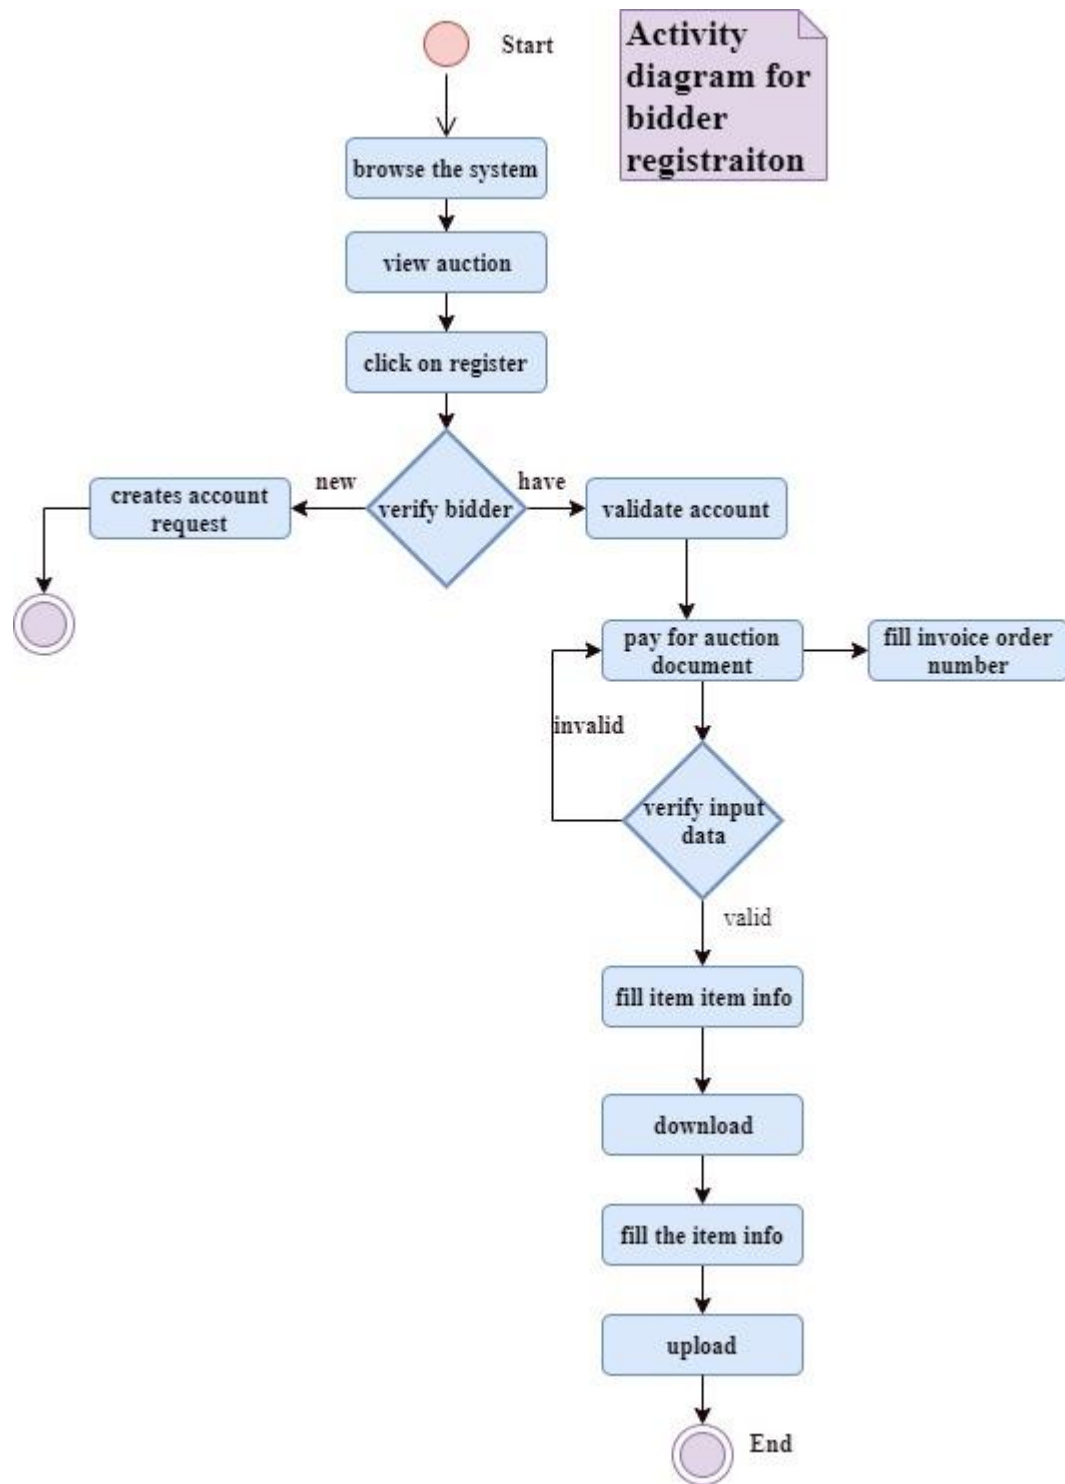 Start
Activity
diagram for
bidder
registraiton
browse the system
view auction
click on register
new
have
creates account
request
verify bidder
validate account
pay for auction
document
fill invoice order
number
invalid
verify input
data
valid
fill item item info
download
fill the item info
upload
End